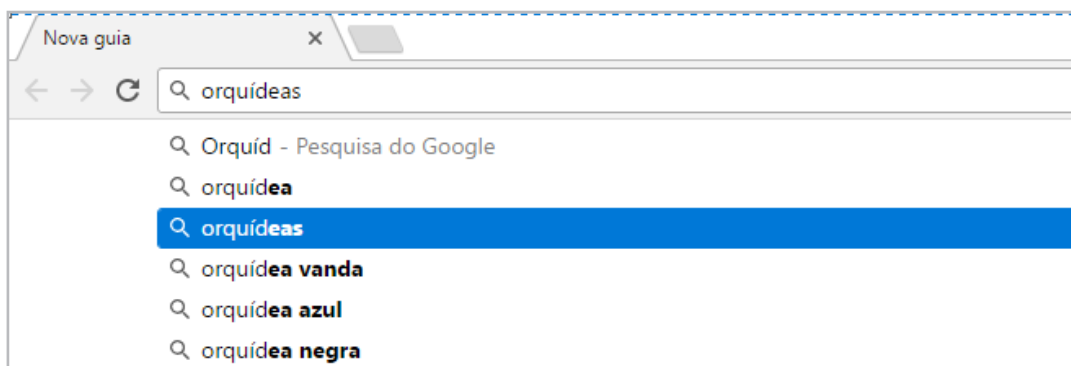 Nova guia
orquídeas
Orquíd - Pesquisa do Google
orquídea
orquídeas
orquídea vanda
orquídea azul
orquídea negra